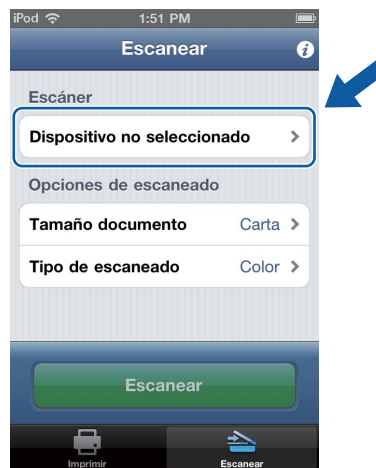 iPod 1:51 PM
Escanear
Escáner
Dispositivo no seleccionado
Opciones de escaneado
Tamaño documento Carta
Tipo de escaneado Color
Escanear
Imprimir Escanear